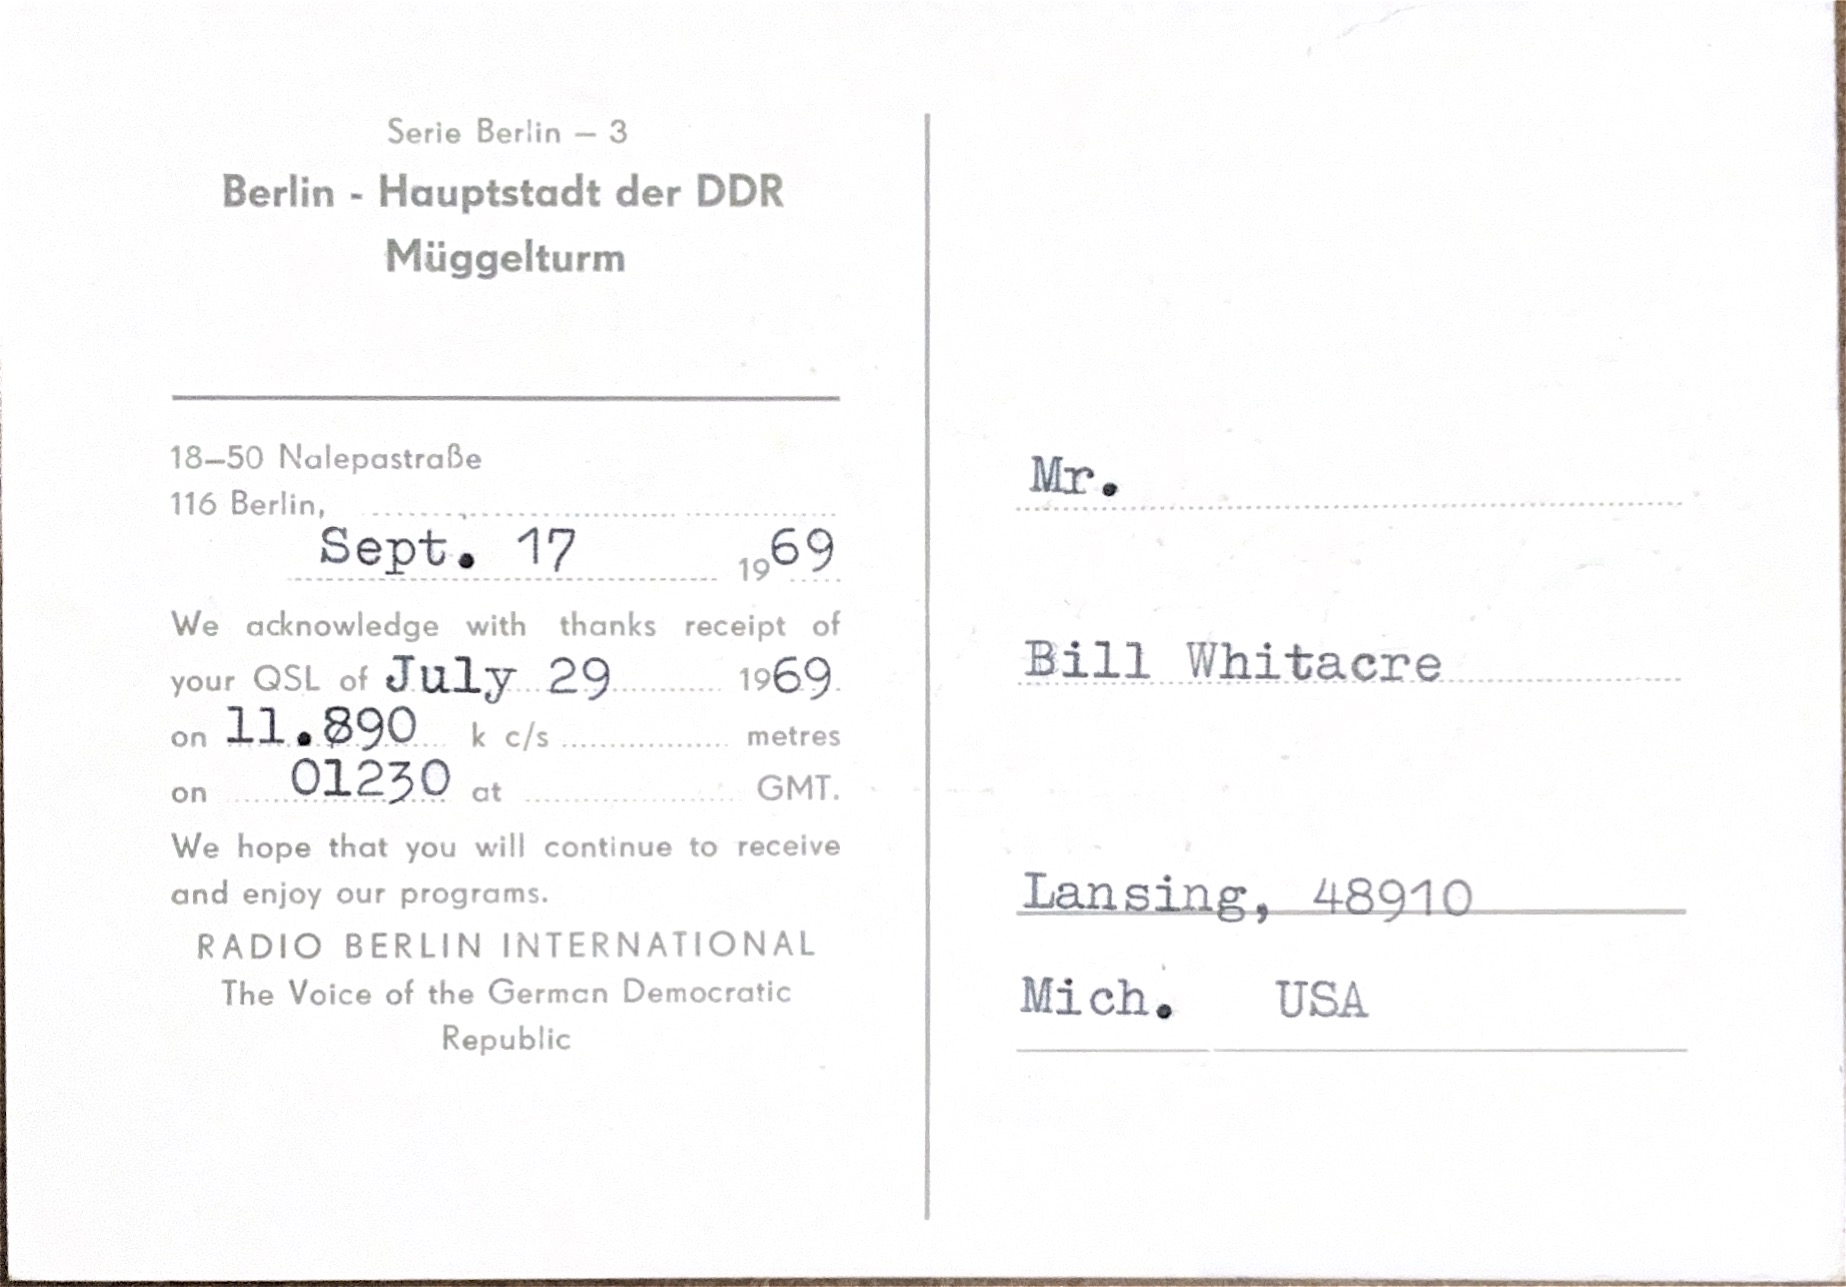 Serie Berlin – 3
Berlin - Hauptstadt der DDR
Müggelturm
18–50 Nalepastraße
116 Berlin,
Sept. 17 1969
We acknowledge with thanks receipt of
your QSL of July 29 1969
on 11.890 k c/s metres
on 01230 at GMT.
We hope that you will continue to receive
and enjoy our programs.
RADIO BERLIN INTERNATIONAL
The Voice of the German Democratic
Republic
Mr.
Bill Whitacre
Lansing, 48910
Mich. USA